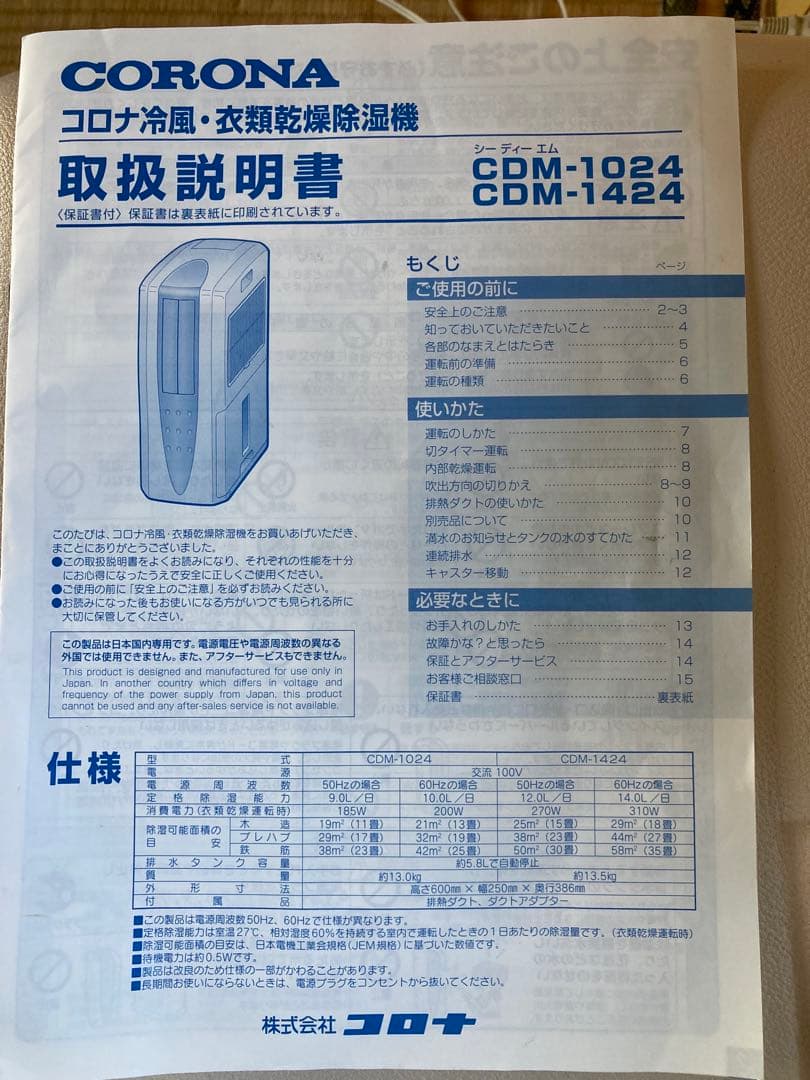 CORONA
コロナ冷風・衣類乾燥除湿機
取扱説明書
シー ディー エム
CDM-1024
CDM-1424
〈保証書付〉保証書は裏表紙に印刷されています。
もくじ
ページ
ご使用の前に
安全上のご注意 2〜3
知っておいていただきたいこと 4
各部のなまえとはたらき 5
運転前の準備 6
運転の種類 6
使いかた
運転のしかた 7
切タイマー運転 8
内部乾燥運転 8
吹出方向の切りかえ 8〜9
排熱ダクトの使いかた 10
別売品について 10
満水のお知らせとタンクの水のすてかた 11
連続排水 12
キャスター移動 12
必要なときに
お手入れのしかた 13
故障かな?と思ったら 14
保証とアフターサービス 14
お客様ご相談窓口 15
保証書 裏表紙
このたびは、コロナ冷風・衣類乾燥除湿機をお買いあげいただき、
まことにありがとうございました。
●この取扱説明書をよくお読みになり、それぞれの性能を十分
にお心得になったうえで安全に正しくご使用ください。
●ご使用の前に「安全上のご注意」を必ずお読みください。
●お読みになった後もお使いになる方がいつでも見られる所に
大切に保管してください。
この製品は日本国内専用です。電源電圧や電源周波数の異なる
外国では使用できません。また、アフターサービスもできません。
This product is designed and manufactured for use only in
Japan. In another country which differs in voltage and
frequency of the power supply from Japan, this product
cannot be used and any after-sales service is not available.
仕様
型式 CDM-1024 CDM-1424
電源 交流 100V
電源周波数 50Hzの場合 60Hzの場合 50Hzの場合 60Hzの場合
定格除湿能力 9.0L/日 10.0L/日 12.0L/日 14.0L/日
消費電力(衣類乾燥運転時) 185W 200W 270W 310W
除湿可能面積の目安 木造 19m²(11畳) 21m²(13畳) 25m²(15畳) 29m²(18畳)
プレハブ 29m²(17畳) 32m²(19畳) 38m²(23畳) 44m²(27畳)
鉄筋 38m²(23畳) 42m²(25畳) 50m²(30畳) 58m²(35畳)
排水タンク容量 約5.8Lで自動停止
質量 約13.0kg 約13.5kg
外形寸法 高さ600mm×幅250mm×奥行386mm
付属品 排熱ダクト、ダクトアダプター
■この製品は電源周波数50Hz、60Hzで仕様が異なります。
■定格除湿能力は室温27℃、相対湿度60%を持続する室内で運転したときの1日あたりの除湿量です。(衣類乾燥運転時)
■除湿可能面積の目安は、日本電機工業会規格(JEM規格)に基づいた数値です。
■待機電力は約0.5Wです。
■製品は改良のため仕様の一部がかわることがあります。
■長期間お使いにならないときは、電源プラグをコンセントから抜いてください。
株式会社 コロナ